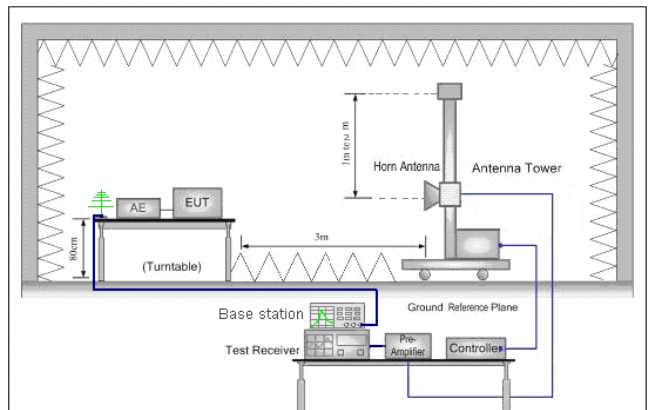 1m to 4 m
Horn Antenna
Antenna Tower
AE
EUT
80cm
(Turntable)
3m
Ground Reference Plane
Base station
Test Receiver
Pre-
Amplifier
Controller